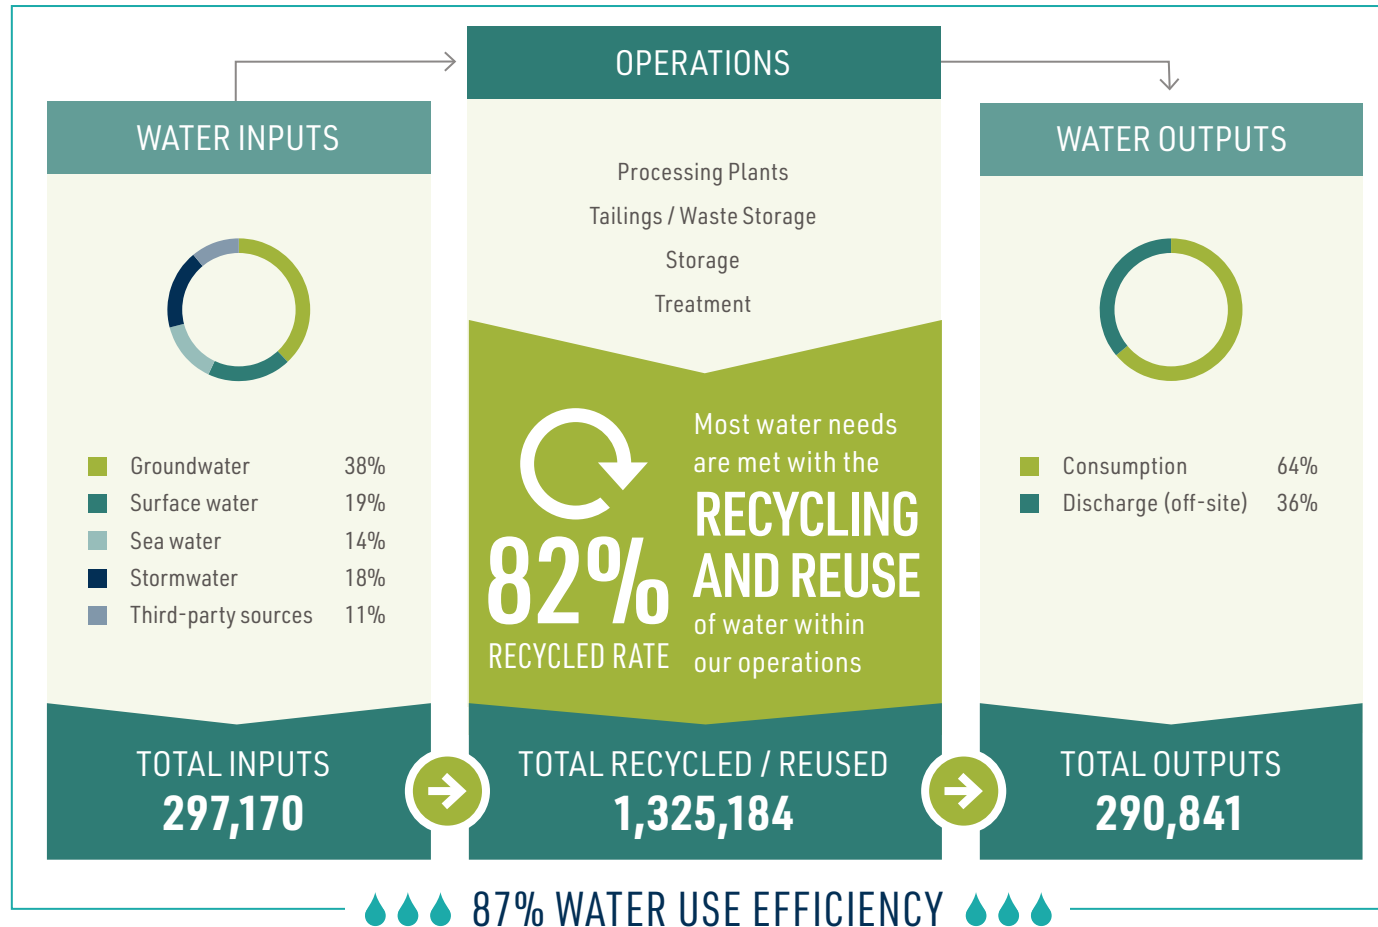 OPERATIONS
WATER INPUTS
WATER OUTPUTS
Processing Plants
Tailings / Waste Storage
Storage
Treatment
Groundwater 38%
Surface water 19%
Sea water 14%
Stormwater 18%
Third-party sources 11%
82%
RECYCLED RATE
Most water needs
are met with the
RECYCLING
AND REUSE
of water within
our operations
Consumption 64%
Discharge (off-site) 36%
TOTAL INPUTS
297,170
TOTAL RECYCLED / REUSED
1,325,184
TOTAL OUTPUTS
290,841
87% WATER USE EFFICIENCY